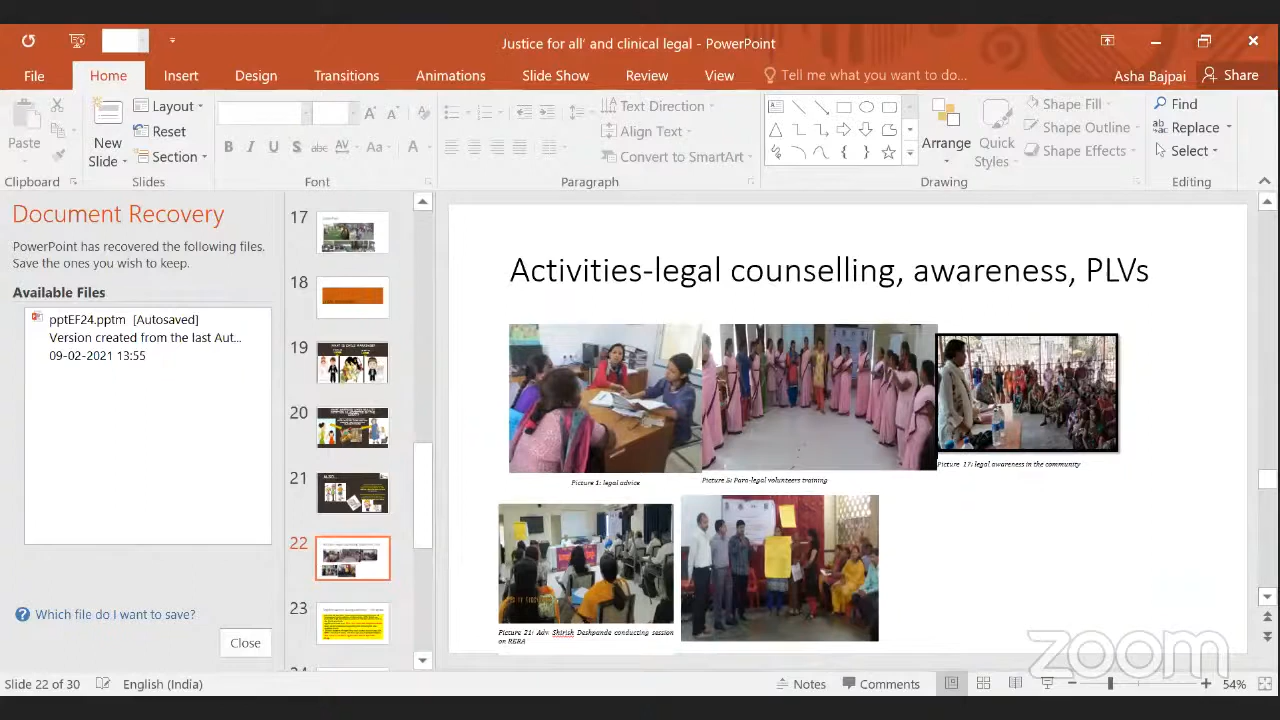 Justice for all' and clinical legal - PowerPoint
File
Home
Insert
Design
Transitions
Animations
Slide Show
Review
View
Tell me what you want to do...
Asha Bajpai
Share
Paste
Clipboard
New
Slide
Layout
Reset
Section
Slides
B I U S abc AV Aa A
Font
Text Direction
Align Text
Convert to SmartArt
Paragraph
Arrange
Quick
Styles
Shape Fill
Shape Outline
Shape Effects
Drawing
Find
Replace
Select
Editing
Document Recovery
PowerPoint has recovered the following files.
Save the ones you wish to keep.
Available Files
pptEF24.pptm [Autosaved]
Version created from the last Aut...
09-02-2021 13:55
Which file do I want to save?
Close
17
18
19
20
21
22
23
Activities-legal counselling, awareness, PLVs
Picture 1: legal advice
Picture 5: Para-legal volunteers training
Picture 17: legal awareness in the community
Picture 21: Adv. Shirish Deshpande conducting session
on RERA
zoom
Slide 22 of 30
English (India)
Notes
Comments
54%